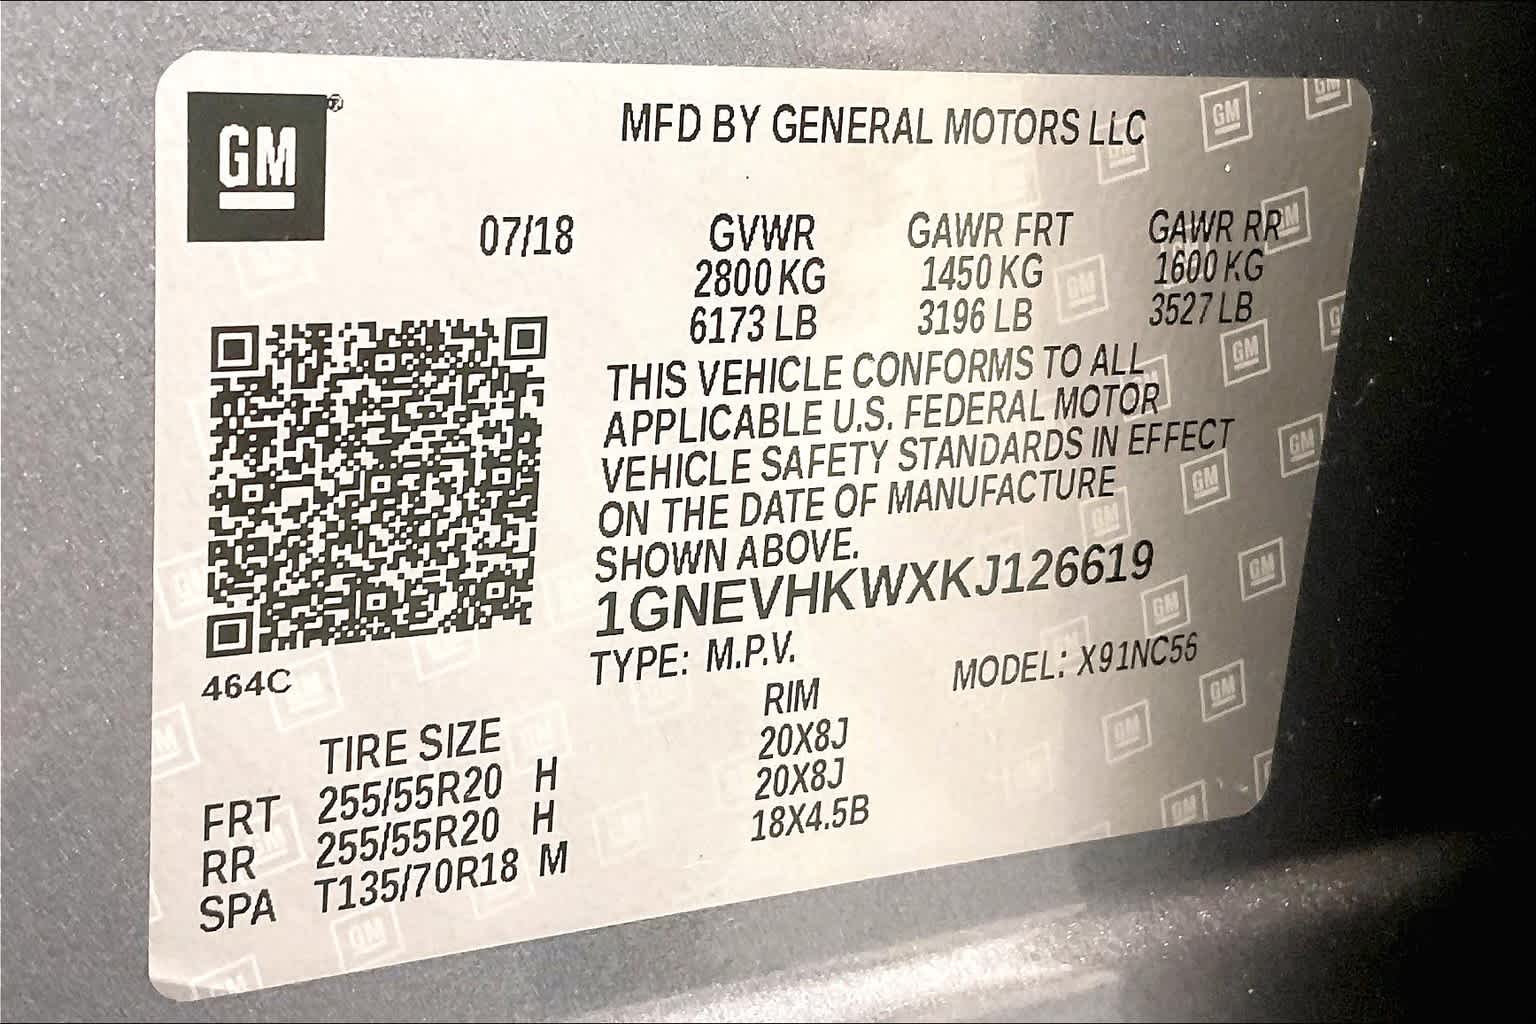 GM ®
MFD BY GENERAL MOTORS LLC
07/18 GVWR GAWR FRT GAWR RR
2800 KG 1450 KG 1600 KG
6173 LB 3196 LB 3527 LB
THIS VEHICLE CONFORMS TO ALL
APPLICABLE U.S. FEDERAL MOTOR
VEHICLE SAFETY STANDARDS IN EFFECT
ON THE DATE OF MANUFACTURE
SHOWN ABOVE.
1GNEVHKWXKJ126619
TYPE: M.P.V. MODEL: X91NC56
464C
TIRE SIZE RIM
FRT 255/55R20 H 20X8J
RR 255/55R20 H 20X8J
SPA T135/70R18 M 18X4.5B